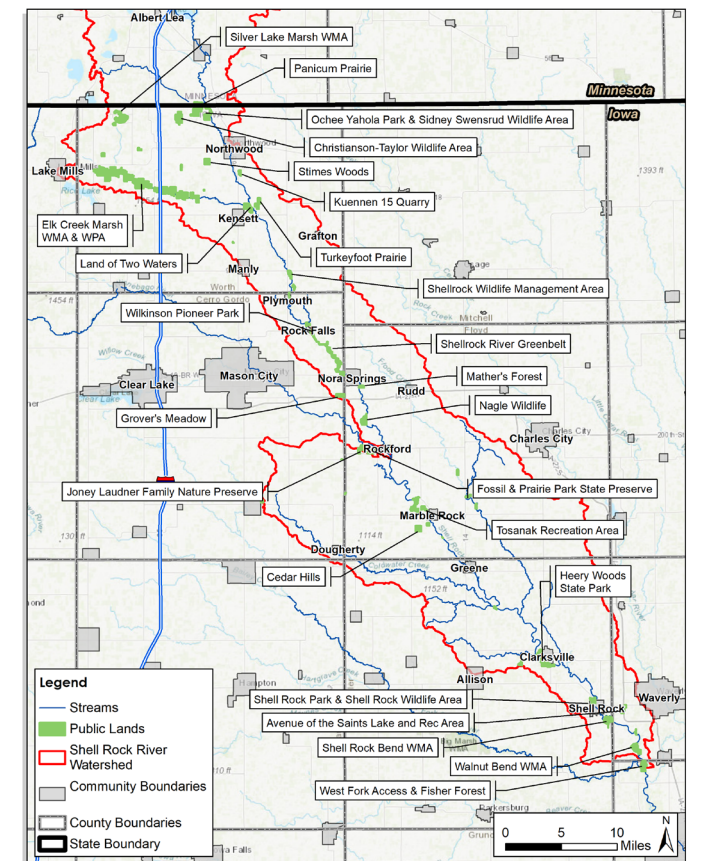 Albert Lea
Silver Lake Marsh WMA
Panicum Prairie
Minnesota
Iowa
Ochee Yahola Park & Sidney Swensrud Wildlife Area
Christianson-Taylor Wildlife Area
Northwood
Stimes Woods
1393 ft
Lake Mills
Rice Lake
Kuennen 15 Quarry
Elk Creek Marsh
WMA & WPA
Kensett
Grafton
Turkeyfoot Prairie
Land of Two Waters
Manly
Shellrock Wildlife Management Area
Worth
Cerro Gordo
1454 ft
Plymouth
Wilkinson Pioneer Park
Mitchell
Floyd
Rock Falls
Shellrock River Greenbelt
Willow Creek
Mason City
Nora Springs
Mather's Forest
Clear Lake
Rudd
Nagle Wildlife
Grover's Meadow
Charles City
Charles City
Rockford
Joney Laudner Family Nature Preserve
Fossil & Prairie Park State Preserve
Marble Rock
Tosanak Recreation Area
1114 ft
Dougherty
Greene
Cedar Hills
1152 ft
Heery Woods
State Park
Clarksville
Allison
Hampton
Waverly
Shell Rock Park & Shell Rock Wildlife Area
Shell Rock
Avenue of the Saints Lake and Rec Area
Shell Rock Bend WMA
Walnut Bend WMA
West Fork Access & Fisher Forest
Parkersburg
Legend
Streams
Public Lands
Shell Rock River
Watershed
Community Boundaries
County Boundaries
State Boundary
N
0 5 10
Miles